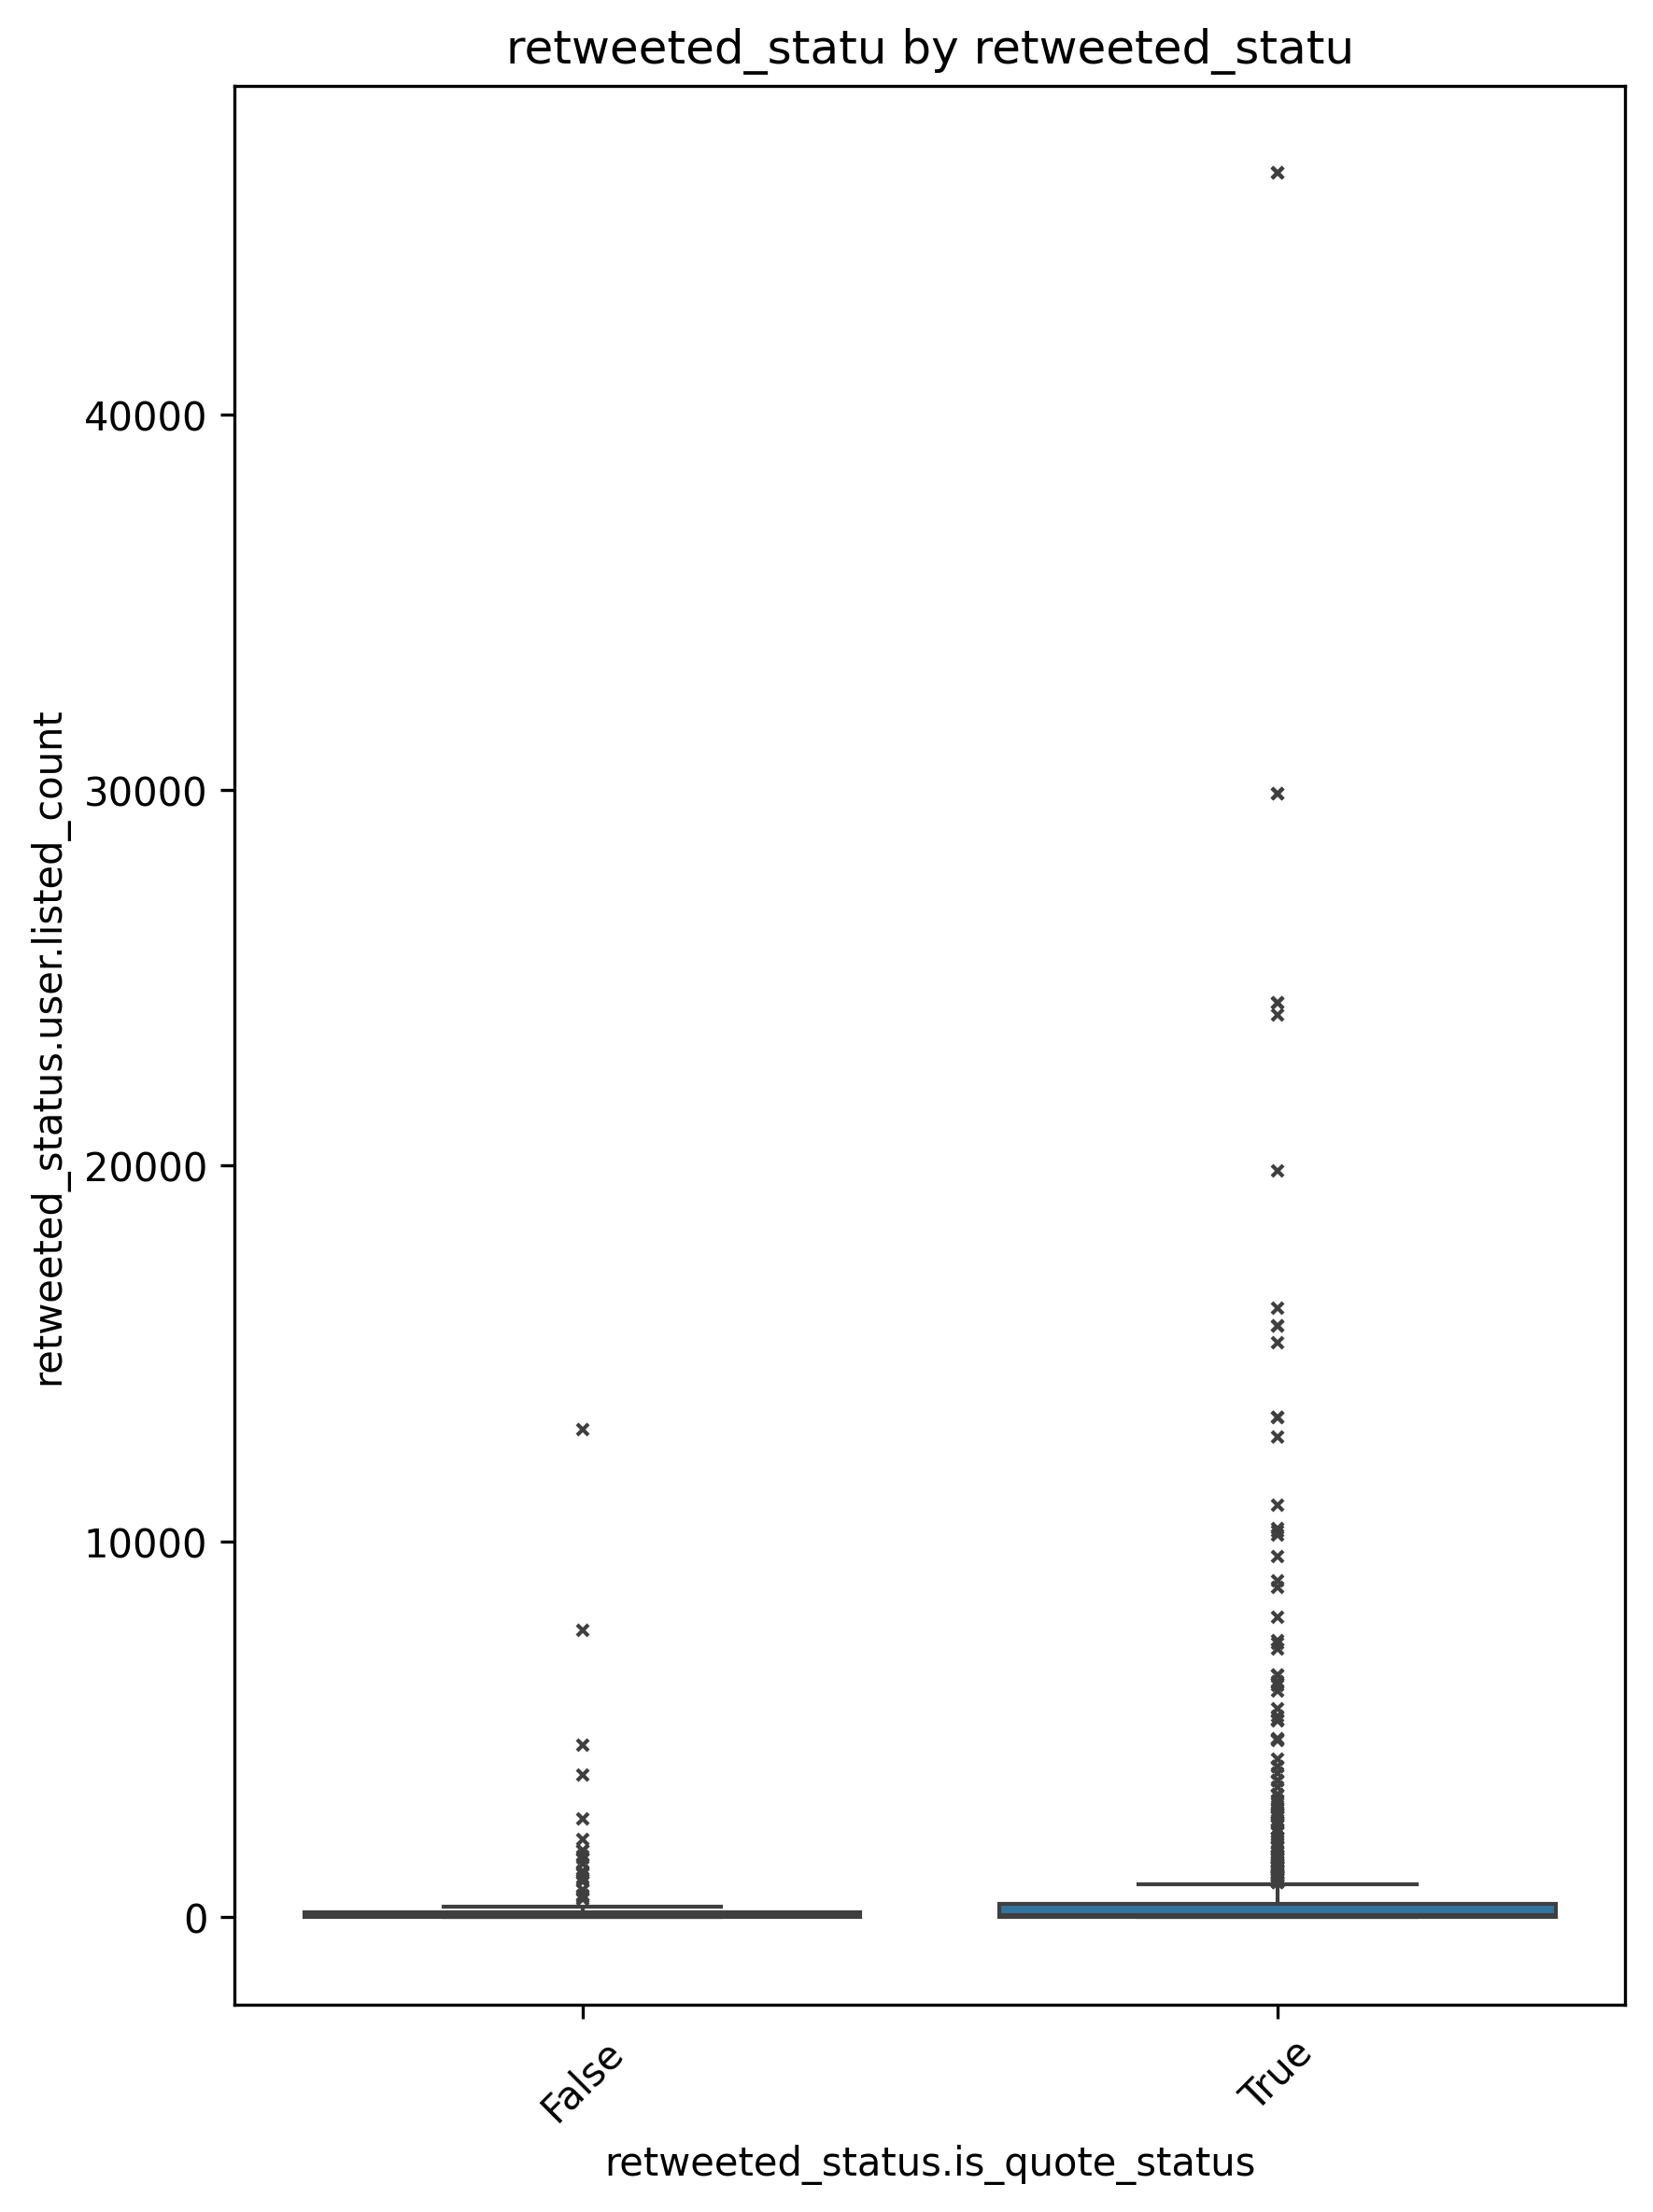 retweeted_statu by retweeted_statu
retweeted_status.user.listed_count
40000
30000
20000
10000
0
False
True
retweeted_status.is_quote_status